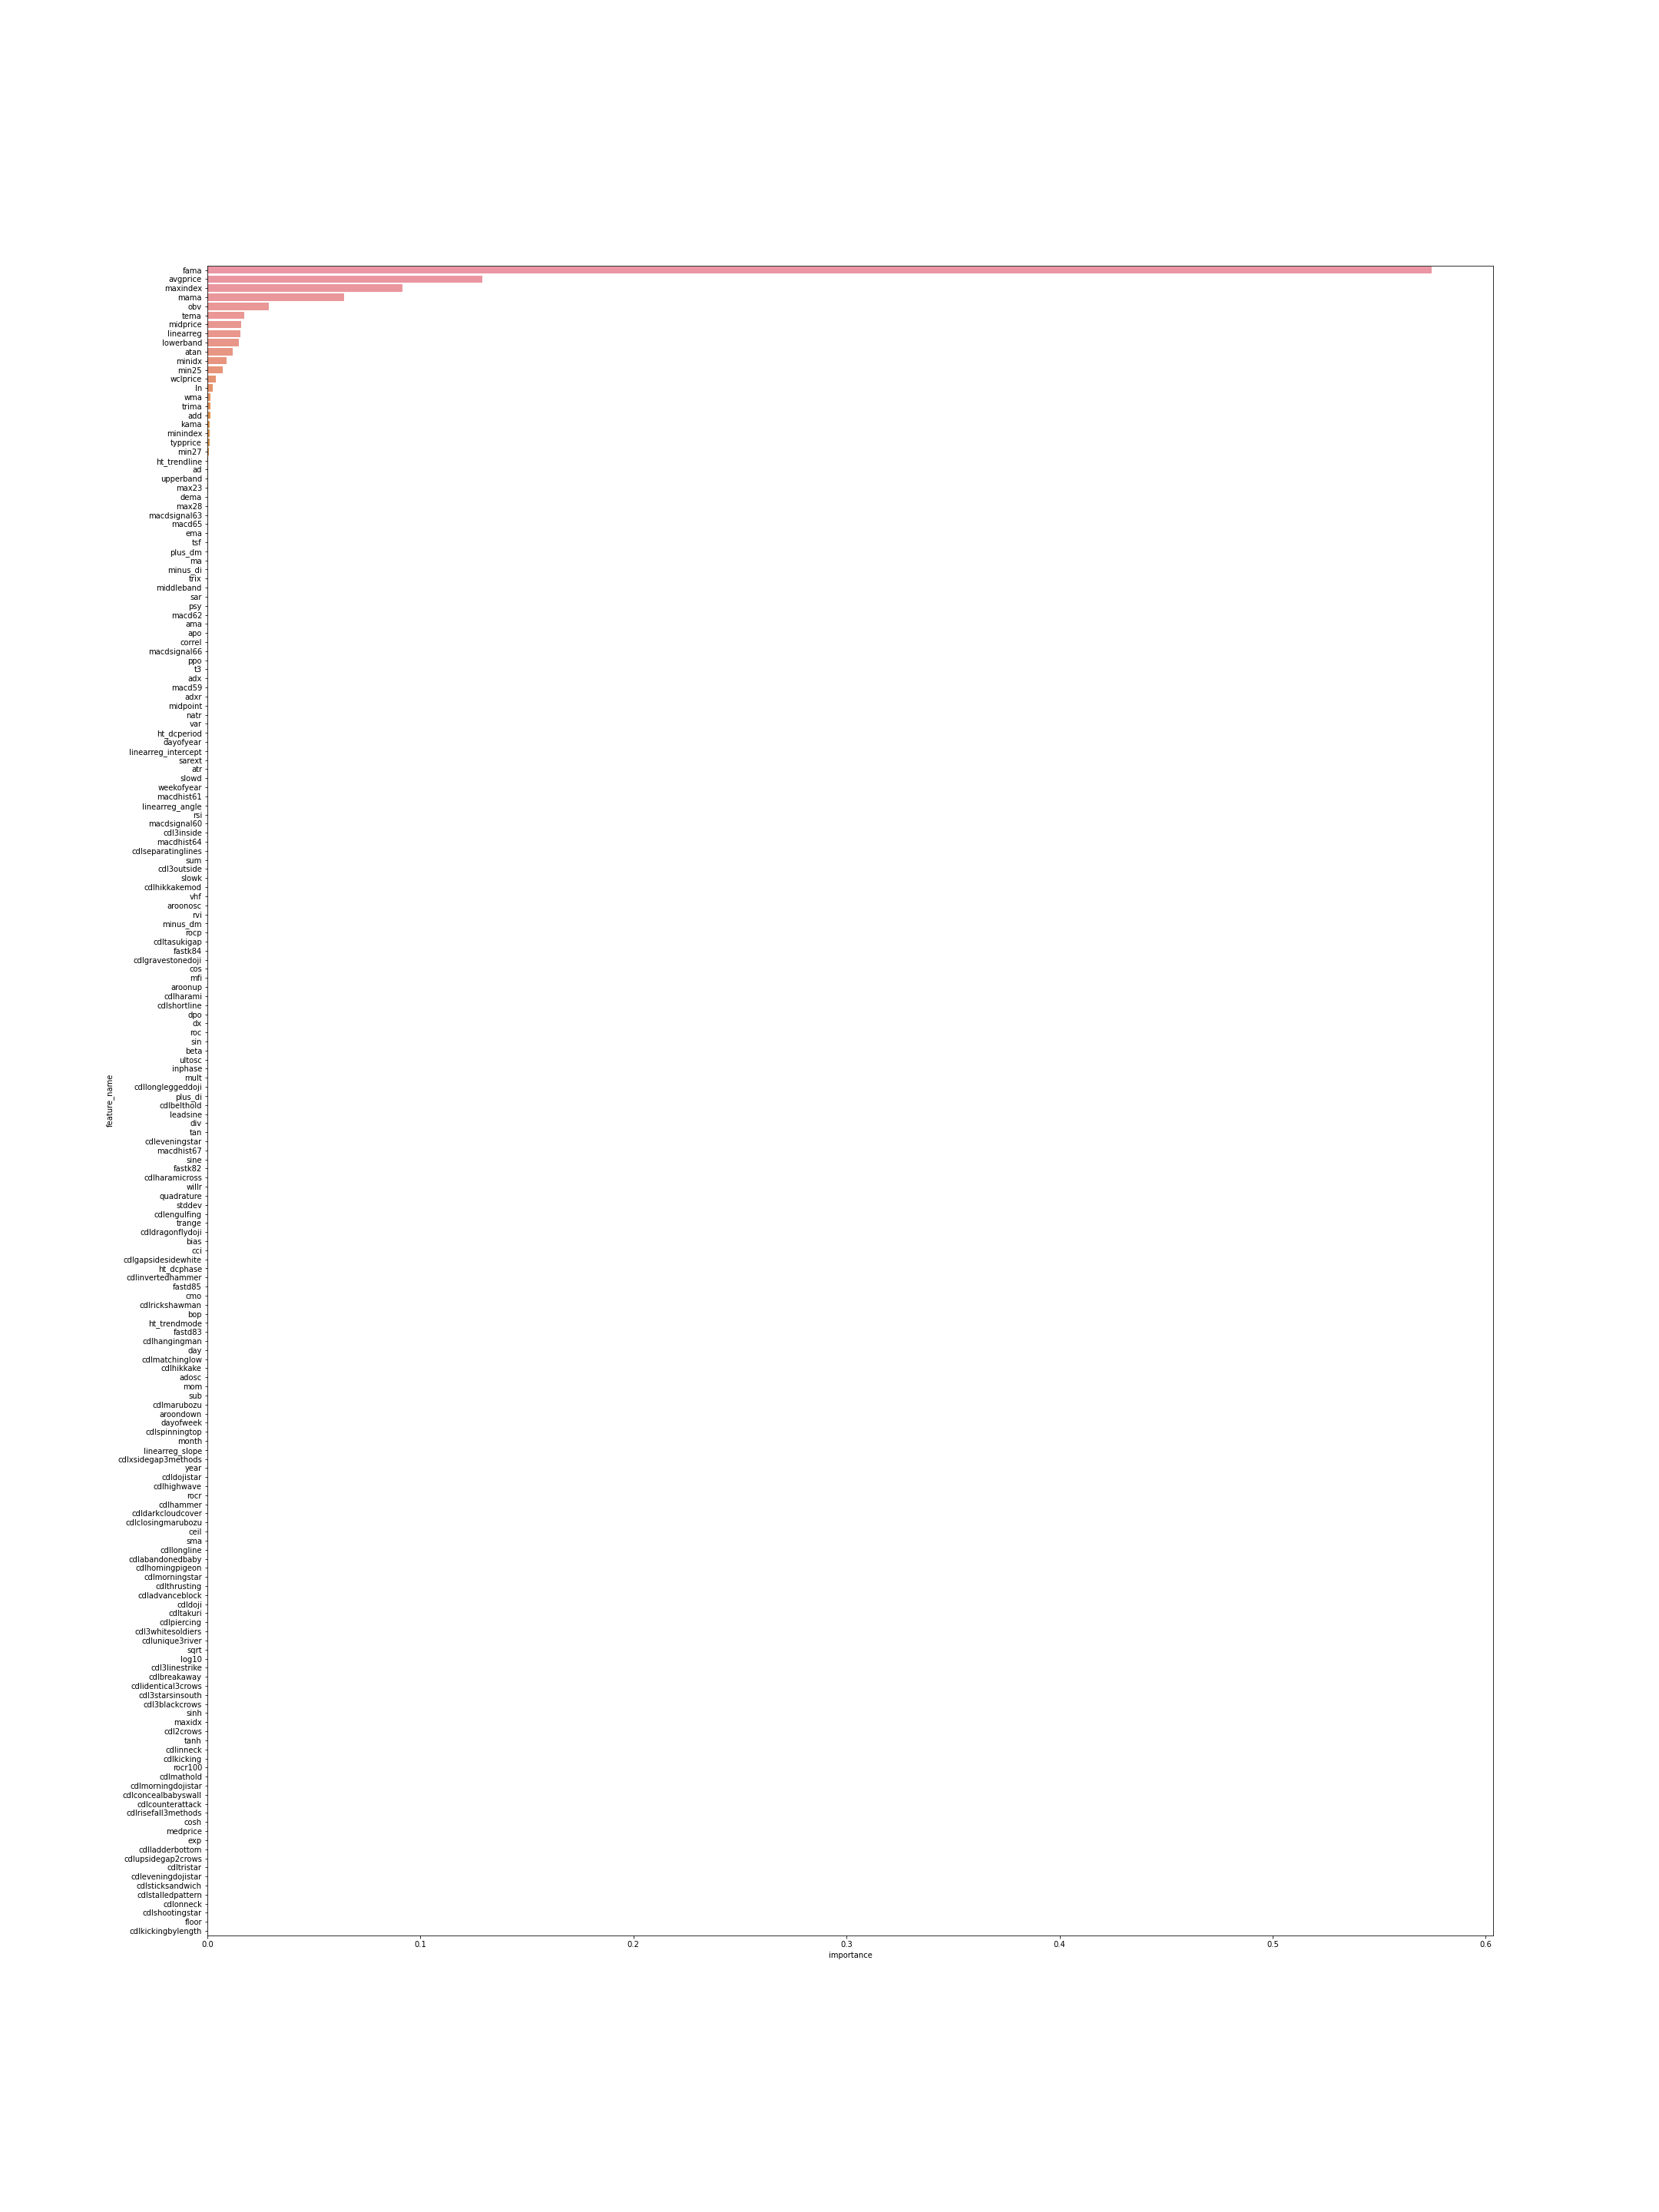 fama
avgprice
maxindex
mama
obv
tema
midprice
linearreg
lowerband
atan
minidx
min25
wclprice
ln
wma
trima
add
kama
minindex
typprice
min27
ht_trendline
ad
upperband
max23
dema
max28
macdsignal63
macd65
ema
tsf
plus_dm
ma
minus_di
trix
middleband
sar
psy
macd62
ama
apo
correl
macdsignal66
ppo
t3
adx
macd59
adxr
midpoint
natr
var
ht_dcperiod
dayofyear
linearreg_intercept
sarext
atr
slowd
weekofyear
macdhist61
linearreg_angle
rsi
macdsignal60
cdl3inside
macdhist64
cdlseparatinglines
sum
cdl3outside
slowk
cdlhikkakemod
vhf
aroonosc
rvi
minus_dm
rocp
cdltasukigap
fastk84
cdlgravestonedoji
cos
mfi
aroonup
cdlharami
cdlshortline
dpo
dx
roc
sin
beta
ultosc
inphase
mult
cdllongleggeddoji
plus_di
cdlbelthold
leadsine
div
tan
cdleveningstar
macdhist67
sine
fastk82
cdlharamicross
willr
quadrature
stddev
cdlengulfing
trange
cdldragonflydoji
bias
cci
cdlgapsidesidewhite
ht_dcphase
cdlinvertedhammer
fastd85
cmo
cdlrickshawman
bop
ht_trendmode
fastd83
cdlhangingman
day
cdlmatchinglow
cdlhikkake
adosc
mom
sub
cdlmarubozu
aroondown
dayofweek
cdlspinningtop
month
linearreg_slope
cdlxsidegap3methods
year
cdldojistar
cdlhighwave
rocr
cdlhammer
cdldarkcloudcover
cdlclosingmarubozu
ceil
sma
cdllongline
cdlabandonedbaby
cdlhomingpigeon
cdlmorningstar
cdlthrusting
cdladvanceblock
cdldoji
cdltakuri
cdlpiercing
cdl3whitesoldiers
cdlunique3river
sqrt
log10
cdl3linestrike
cdlbreakaway
cdlidentical3crows
cdl3starsinsouth
cdl3blackcrows
sinh
maxidx
cdl2crows
tanh
cdlinneck
cdlkicking
rocr100
cdlmathold
cdlmorningdojistar
cdlconcealbabyswall
cdlcounterattack
cdlrisefall3methods
cosh
medprice
exp
cdlladderbottom
cdlupsidegap2crows
cdltristar
cdleveningdojistar
cdlsticksandwich
cdlstalledpattern
cdlonneck
cdlshootingstar
floor
cdlkickingbylength
feature_name
0.0 0.1 0.2 0.3 0.4 0.5 0.6
importance